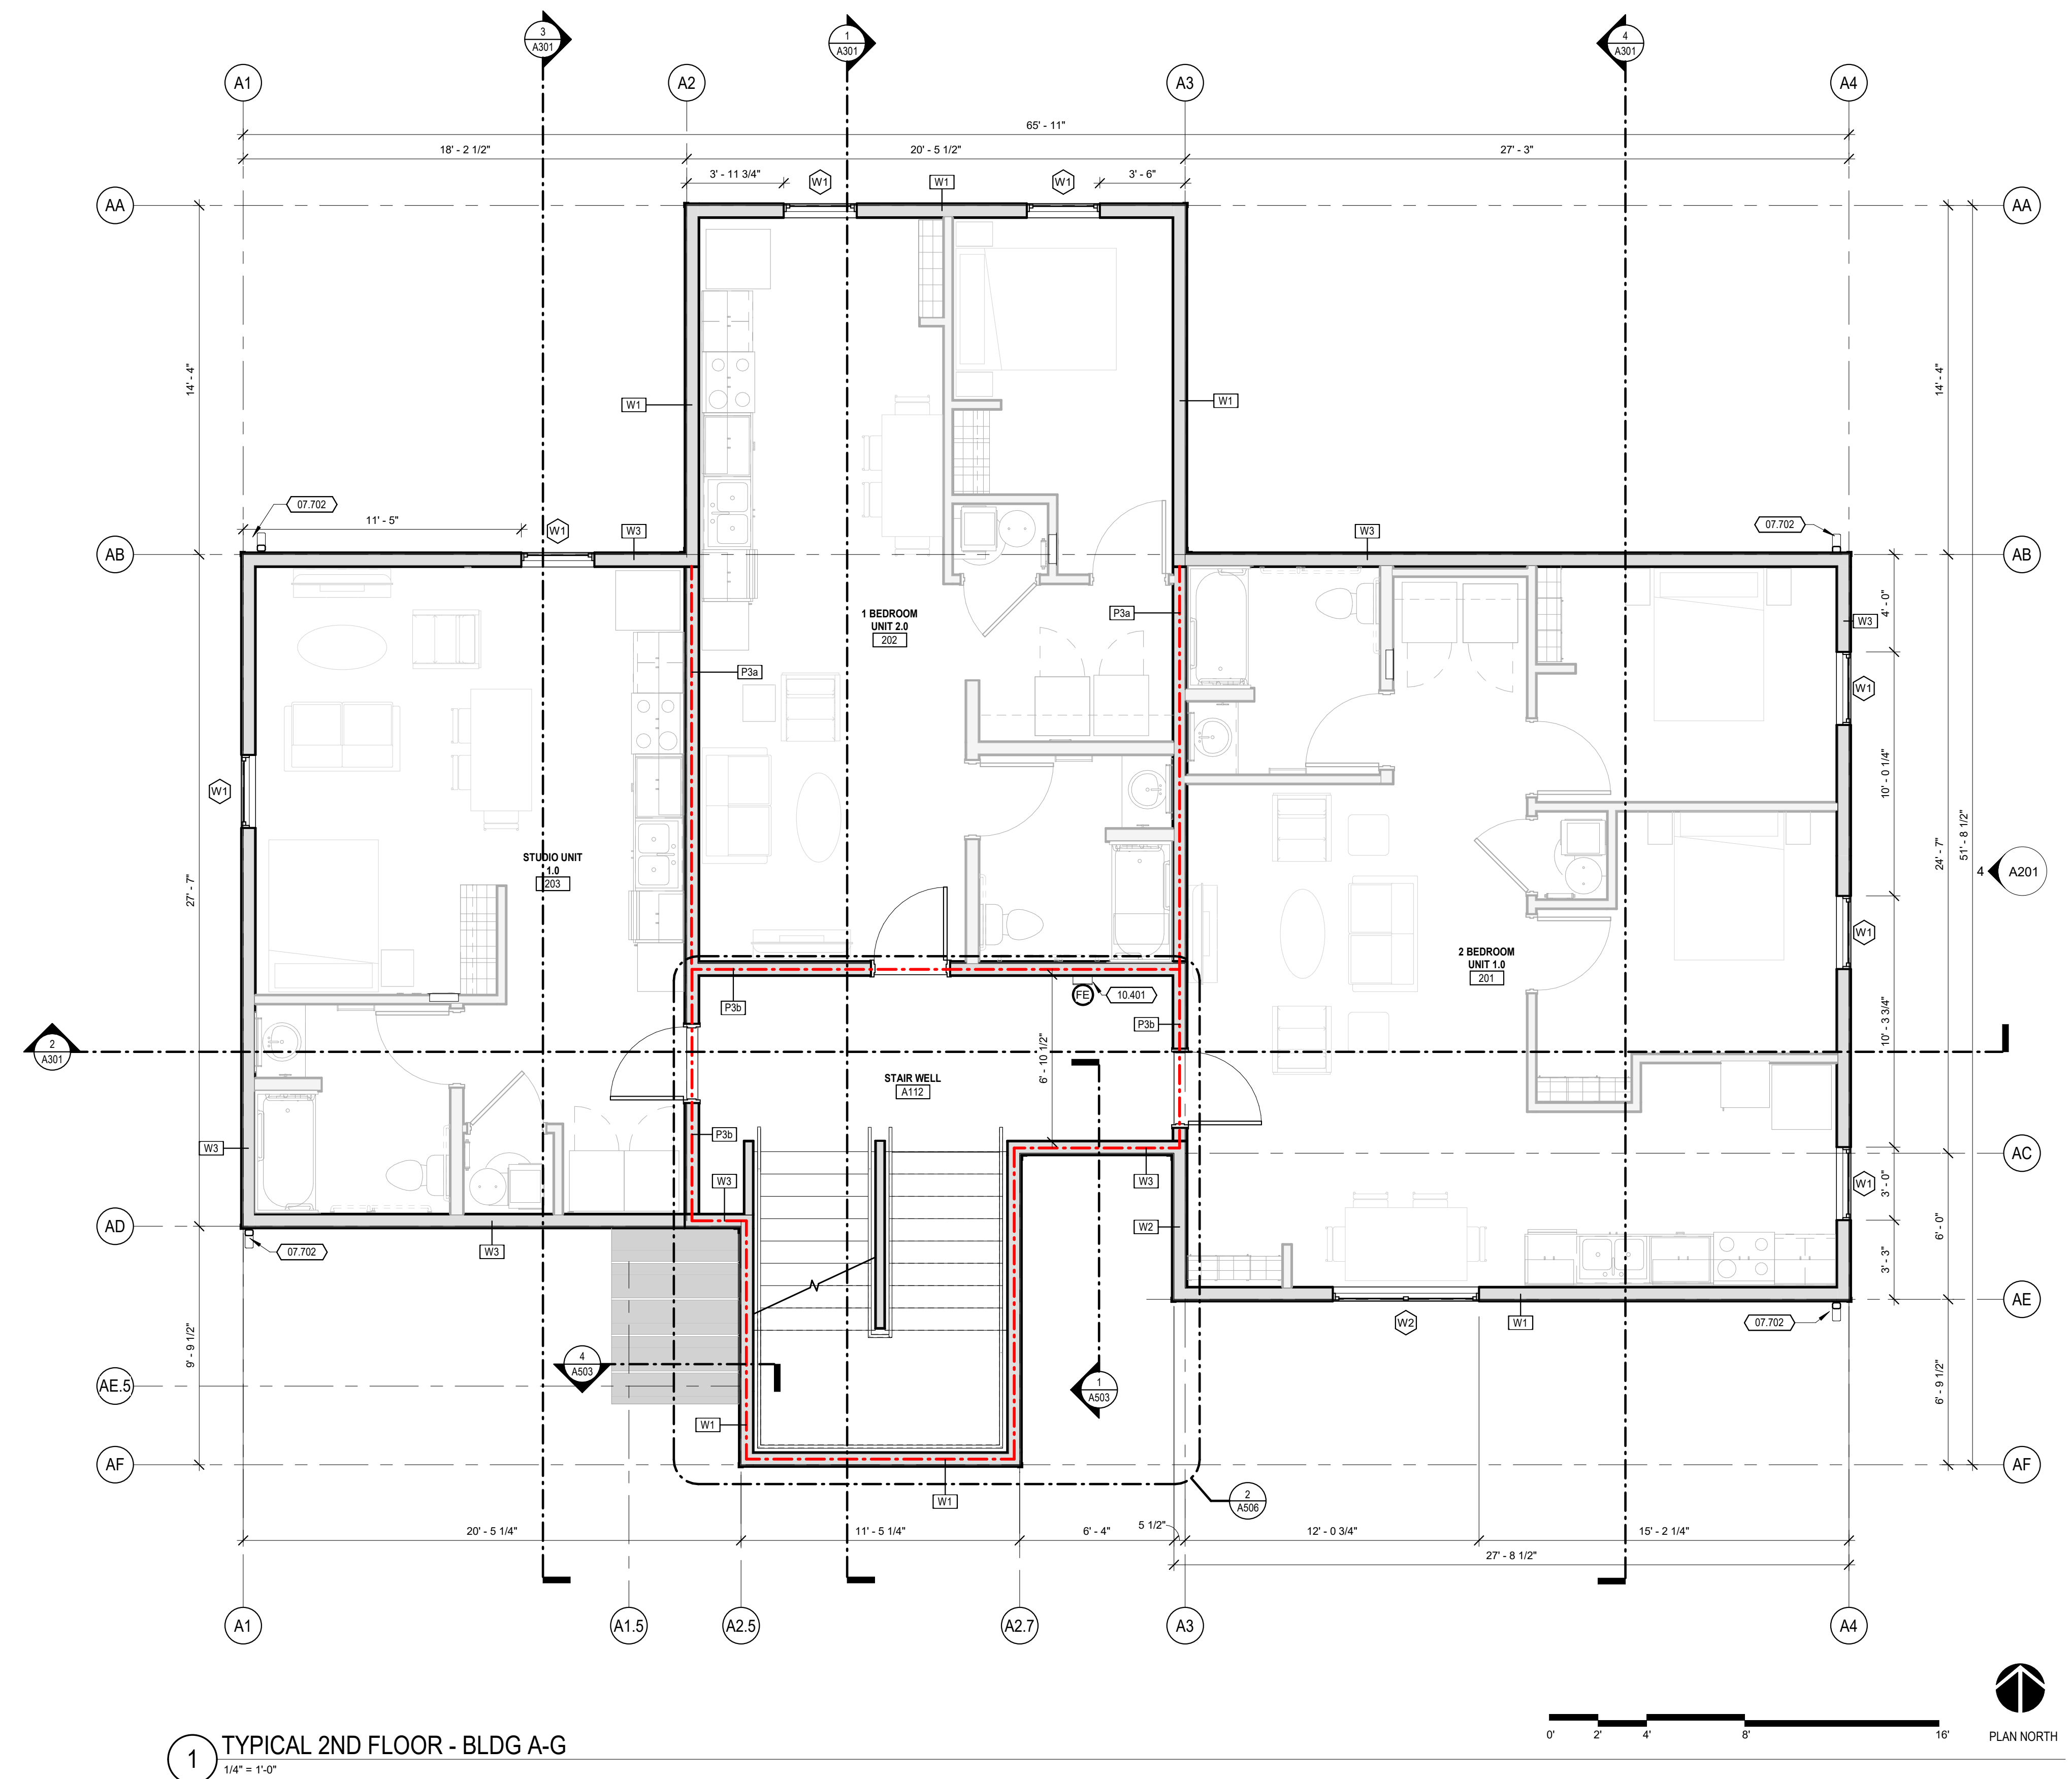 3
A301
1
A301
4
A301
A1
A2
A3
A4
65' - 11"
18' - 2 1/2"
20' - 5 1/2"
27' - 3"
3' - 11 3/4"
W1
W1
W1
3' - 6"
AA
AA
14' - 4"
14' - 4"
W1
W1
07.702
11' - 5"
W1
W3
W3
07.702
AB
AB
4' - 0"
1 BEDROOM
UNIT 2.0
202
P3a
W3
P3a
W1
W1
10' - 0 1/4"
24' - 7"
51' - 8 1/2"
STUDIO UNIT
1.0
203
27' - 7"
4
A201
W1
2 BEDROOM
UNIT 1.0
201
P3b
FE
10.401
P3b
6' - 10 1/2"
10' - 3 3/4"
2
A301
STAIR WELL
A112
P3b
W3
W3
W3
AC
W1
3' - 0"
AD
W2
6' - 0"
07.702
W3
3' - 3"
AE
W2
W1
07.702
9' - 9 1/2"
4
A503
1
A503
AE.5
6' - 9 1/2"
W1
AF
AF
W1
2
A506
20' - 5 1/4"
11' - 5 1/4"
6' - 4"
5 1/2"
12' - 0 3/4"
15' - 2 1/4"
27' - 8 1/2"
A1
A1.5
A2.5
A2.7
A3
A4
0'
2'
4'
8'
16'
PLAN NORTH
1
TYPICAL 2ND FLOOR - BLDG A-G
1/4" = 1'-0"